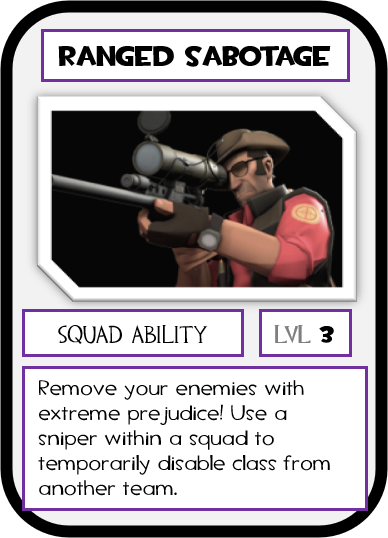 RANGED SABOTAGE
SQUAD ABILITY
LVL 3
Remove your enemies with
extreme prejudice! Use a
sniper within a squad to
temporarily disable class from
another team.